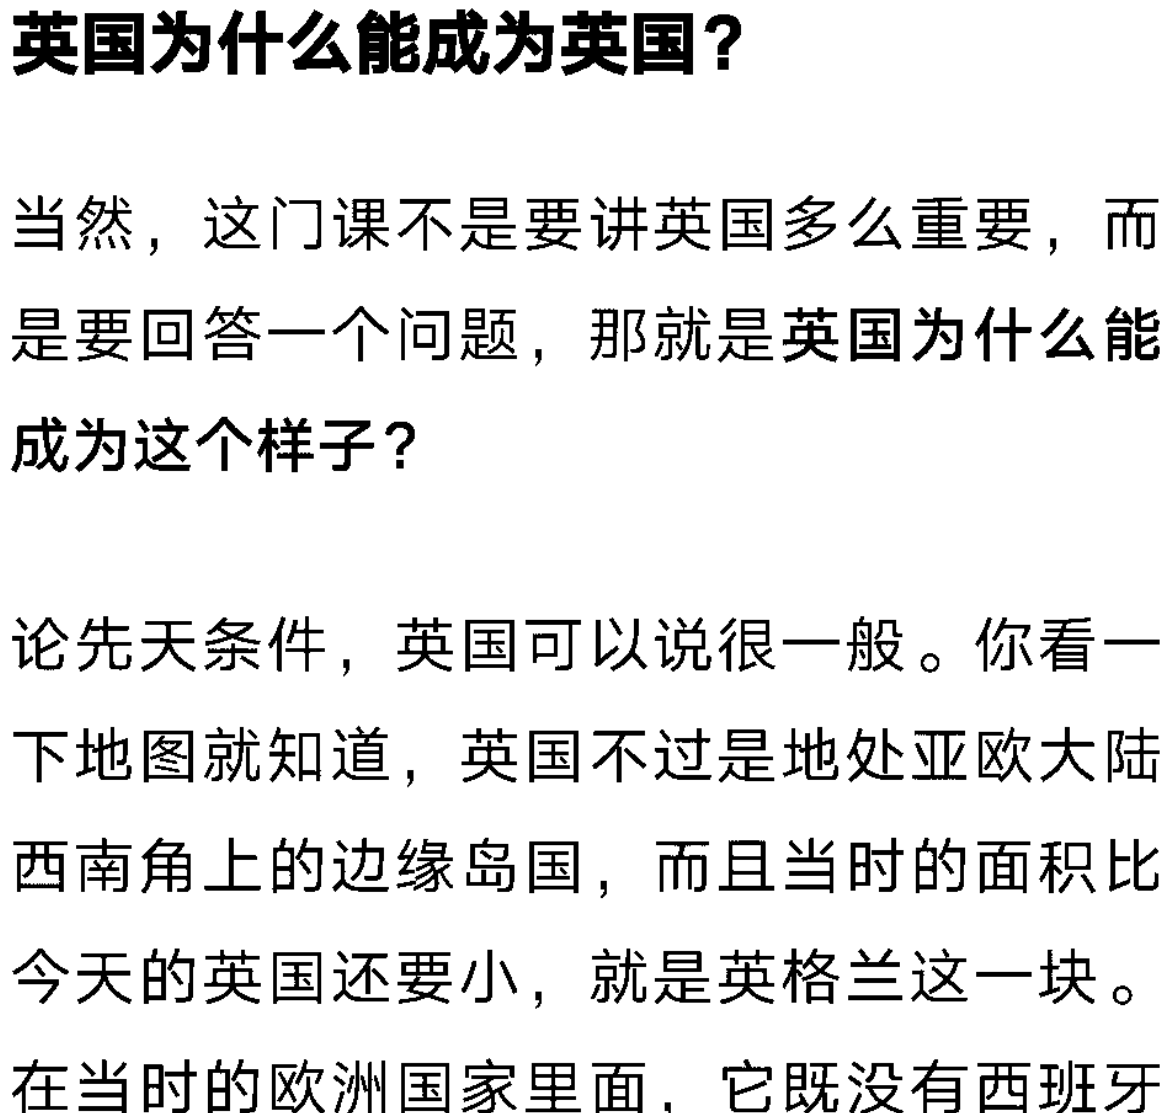 英国为什么能成为英国？
当然，这门课不是要讲英国多么重要，而
是要回答一个问题，那就是英国为什么能
成为这个样子？
论先天条件，英国可以说很一般。你看一
下地图就知道，英国不过是地处亚欧大陆
西南角上的边缘岛国，而且当时的面积比
今天的英国还要小，就是英格兰这一块。
在当时的欧洲国家里面，它既没有西班牙